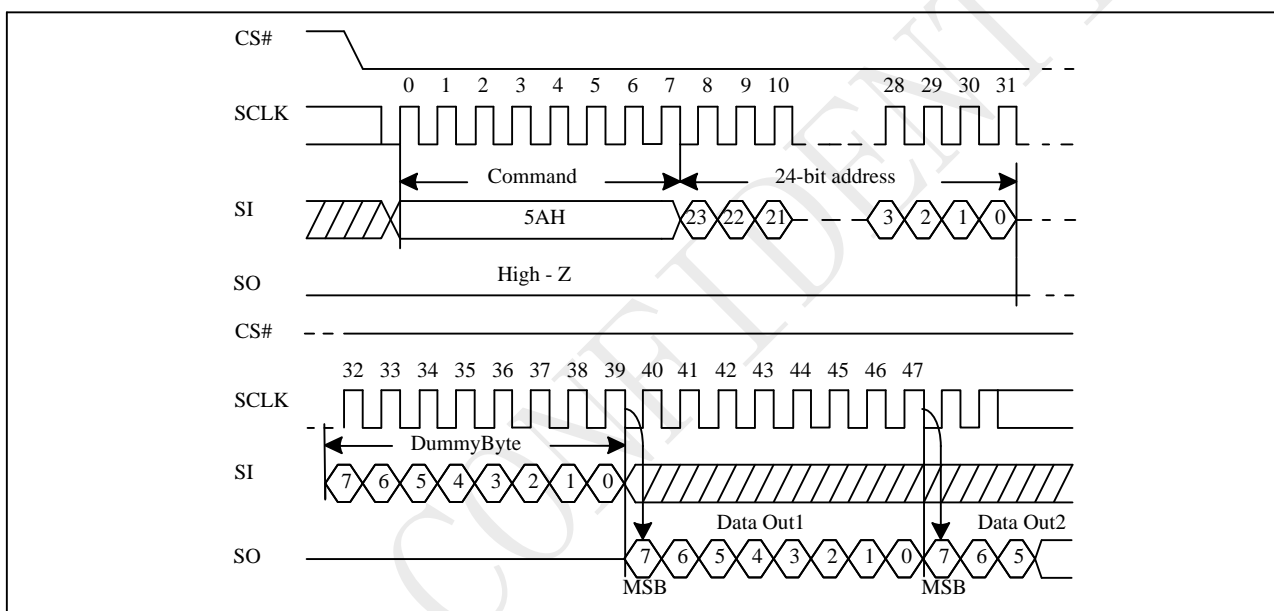 CS#
0 1 2 3 4 5 6 7 8 9 10 28 29 30 31
SCLK
Command 24-bit address
SI 5AH 23 22 21 3 2 1 0
High - Z
SO
CS#
32 33 34 35 36 37 38 39 40 41 42 43 44 45 46 47
SCLK
DummyByte
SI 7 6 5 4 3 2 1 0
Data Out1 Data Out2
SO 7 6 5 4 3 2 1 0 7 6 5
MSB MSB
CONFIDENT